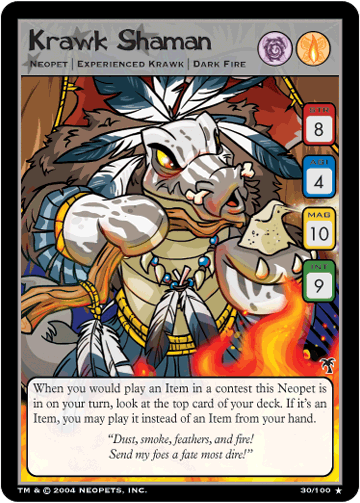 Krawk Shaman
NEOPET | EXPERIENCED KRAWK | DARK FIRE
STR
8
AGI
4
MAG
10
INT
9
When you would play an Item in a contest this Neopet is
in on your turn, look at the top card of your deck. If it's an
Item, you may play it instead of an Item from your hand.
"Dust, smoke, feathers, and fire!
Send my foes a fate most dire!"
TM & © 2004 NEOPETS, INC.
30/100 ★